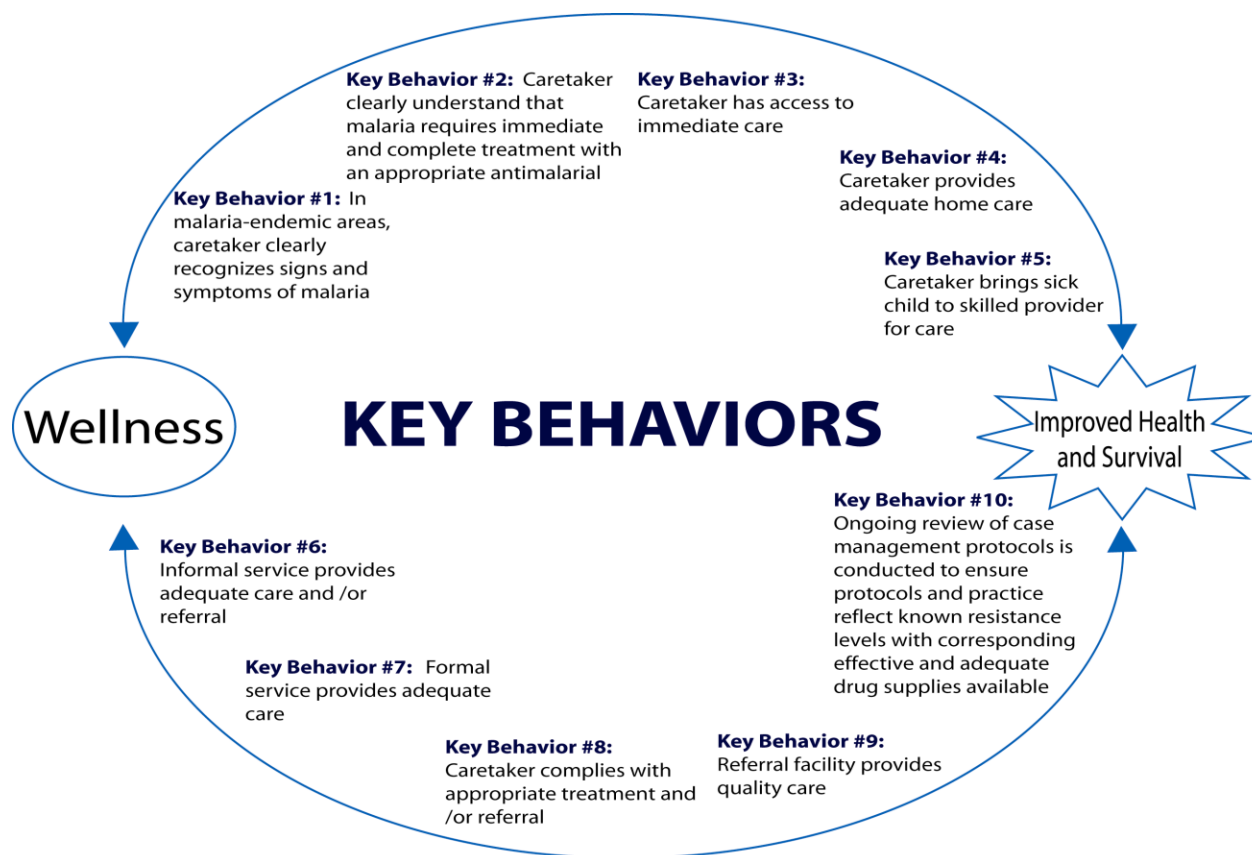 Key Behavior #2: Caretaker
clearly understand that
malaria requires immediate
and complete treatment with
an appropriate antimalarial
Key Behavior #3:
Caretaker has access to
immediate care
Key Behavior #4:
Caretaker provides
adequate home care
Key Behavior #1: In
malaria-endemic areas,
caretaker clearly
recognizes signs and
symptoms of malaria
Key Behavior #5:
Caretaker brings sick
child to skilled provider
for care
Wellness
KEY BEHAVIORS
Improved Health
and Survival
Key Behavior #6:
Informal service provides
adequate care and /or
referral
Key Behavior #10:
Ongoing review of case
management protocols is
conducted to ensure
protocols and practice
reflect known resistance
levels with corresponding
effective and adequate
drug supplies available
Key Behavior #7: Formal
service provides adequate
care
Key Behavior #8:
Caretaker complies with
appropriate treatment and
/or referral
Key Behavior #9:
Referral facility provides
quality care